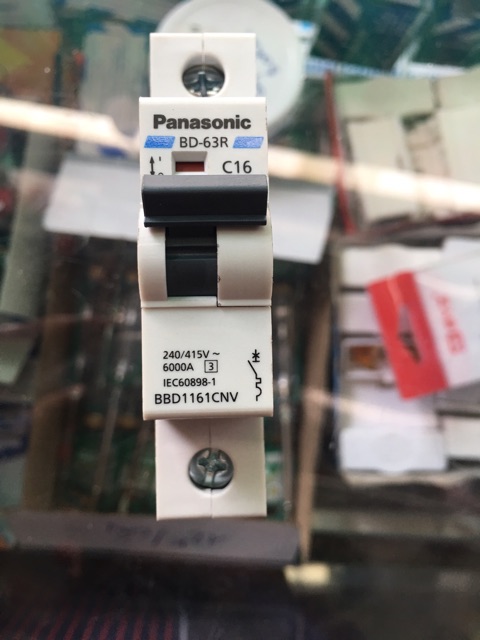 Panasonic
BD-63R
C16
240/415V ~
6000A 3
IEC60898-1
BBD1161CNV